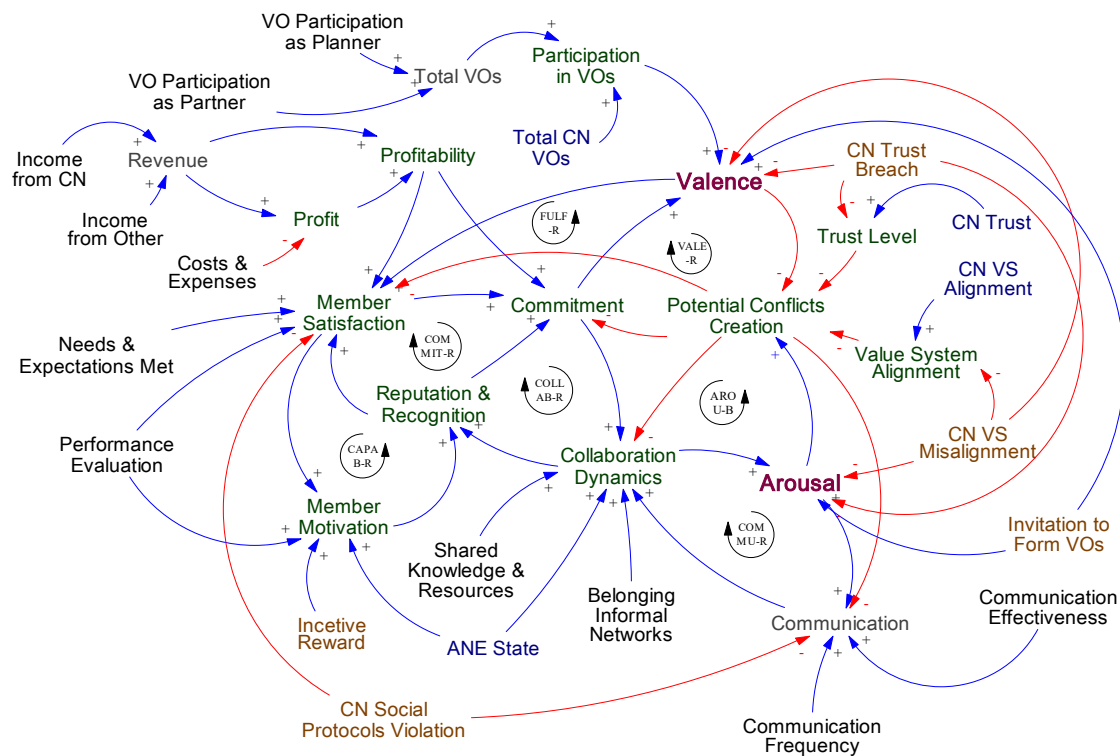 VO Participation
as Planner
Total VOs
Participation
in VOs
VO Participation
as Partner
Total CN
VOs
Income
from CN
Revenue
Profitability
Valence
CN Trust
Breach
Income
from Other
Profit
FULF
-R
VALE
-R
Trust Level
CN Trust
Costs &
Expenses
CN VS
Alignment
Member
Satisfaction
Commitment
Potential Conflicts
Creation
Needs &
Expectations Met
COM
MIT-R
Value System
Alignment
Reputation &
Recognition
COLL
AB-R
ARO
U-B
Performance
Evaluation
CAPA
B-R
Collaboration
Dynamics
Arousal
CN VS
Misalignment
Member
Motivation
COM
MU-R
Invitation to
Form VOs
Shared
Knowledge &
Resources
Belonging
Informal
Networks
Communication
Communication
Effectiveness
Incetive
Reward
ANE State
CN Social
Protocols Violation
Communication
Frequency